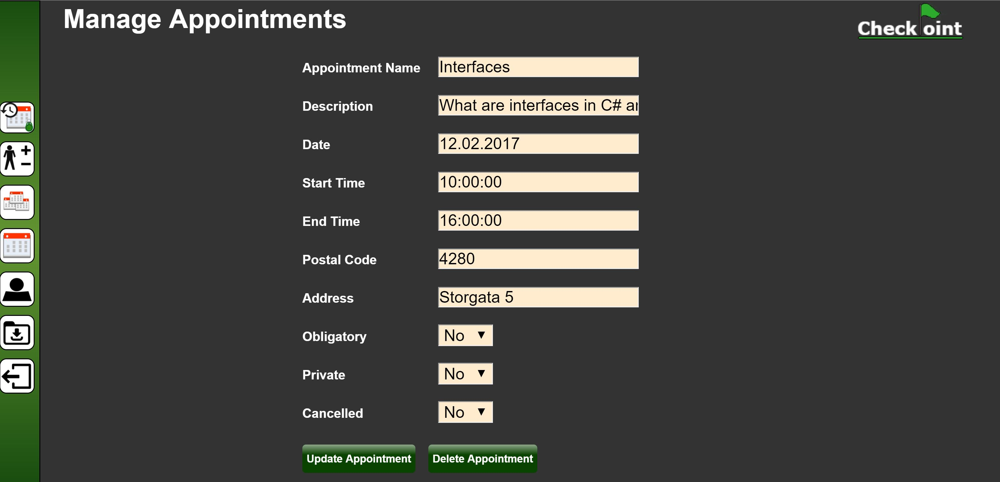 Manage Appointments
Check oint
Appointment Name
Interfaces
Description
What are interfaces in C#
Date
12.02.2017
Start Time
10:00:00
End Time
16:00:00
Postal Code
4280
Address
Storgata 5
Obligatory
No ▼
Private
No ▼
Cancelled
No ▼
Update Appointment
Delete Appointment